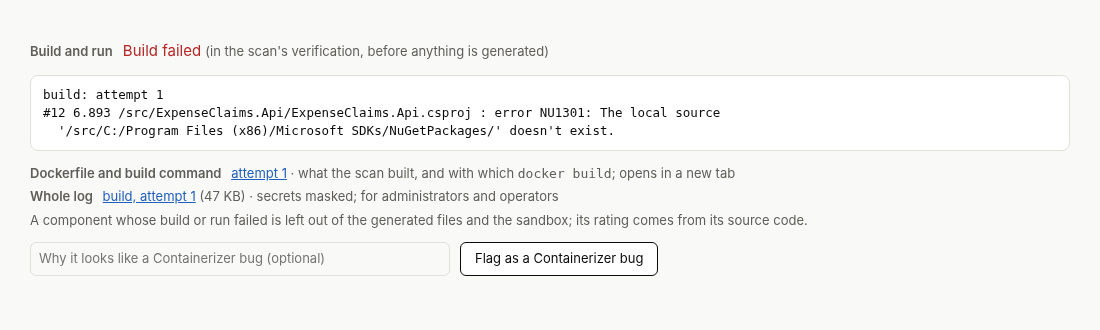 Build and run Build failed (in the scan's verification, before anything is generated)
build: attempt 1
#12 6.893 /src/ExpenseClaims.Api/ExpenseClaims.Api.csproj : error NU1301: The local source
'/src/C:/Program Files (x86)/Microsoft SDKs/NuGetPackages/' doesn't exist.
Dockerfile and build command attempt 1 · what the scan built, and with which docker build; opens in a new tab
Whole log build, attempt 1 (47 KB) · secrets masked; for administrators and operators
A component whose build or run failed is left out of the generated files and the sandbox; its rating comes from its source code.
Why it looks like a Containerizer bug (optional) Flag as a Containerizer bug